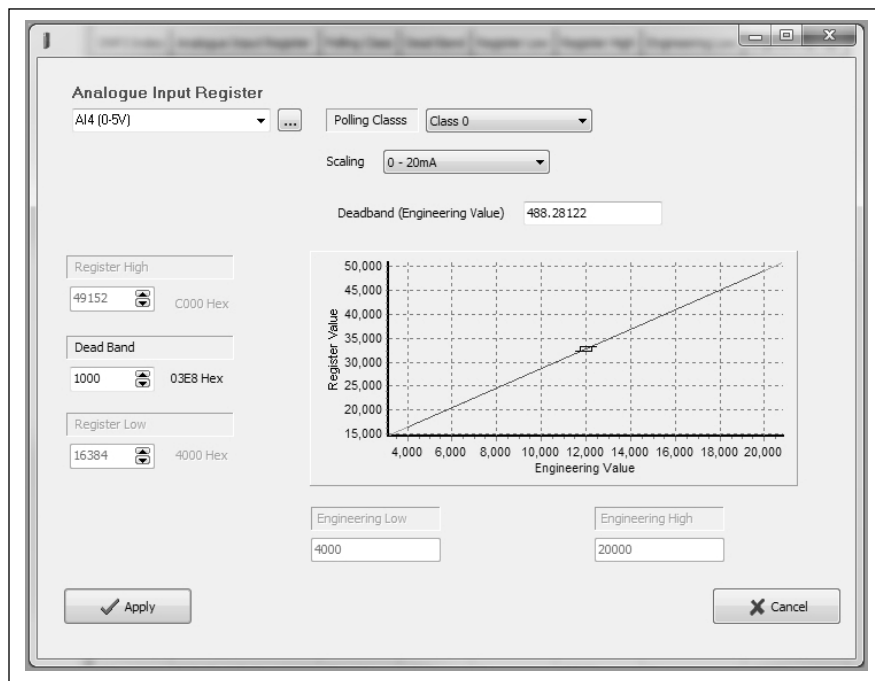 Analogue Input Register
AI4 (0-5V) ...
Polling Classs Class 0
Scaling 0 - 20mA
Deadband (Engineering Value) 488.28122
Register High
49152 C000 Hex
Dead Band
1000 03E8 Hex
Register Low
16384 4000 Hex
Register Value
50,000
45,000
40,000
35,000
30,000
25,000
20,000
15,000
4,000 6,000 8,000 10,000 12,000 14,000 16,000 18,000 20,000
Engineering Value
Engineering Low
4000
Engineering High
20000
Apply
Cancel